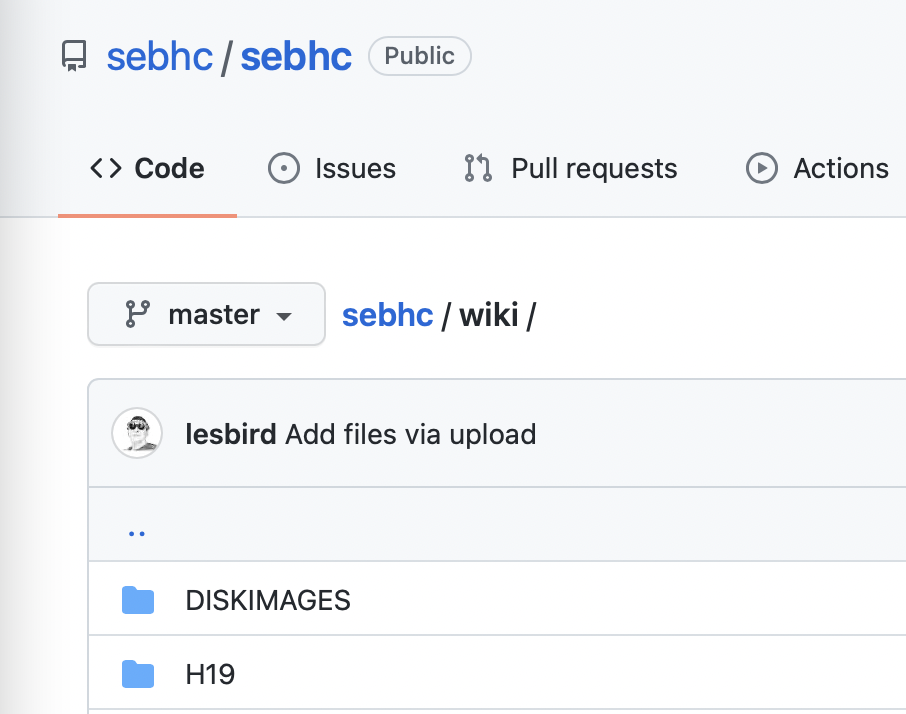 sebhc / sebhc Public
Code Issues Pull requests Actions
master sebhc / wiki /
lesbird Add files via upload
..
DISKIMAGES
H19